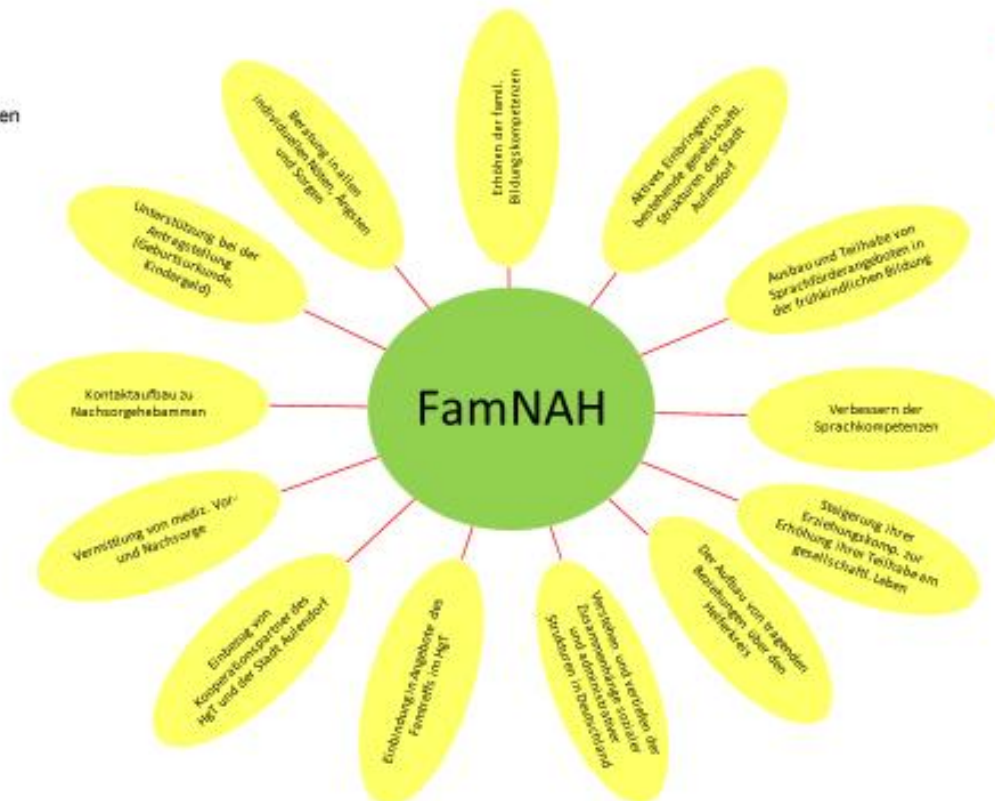 en
Erhöhen der famil.
Bildungskompetenzen
Aktives Einbringen in
bestehende gesellschaftl.
Strukturen der Stadt
Aulendorf
Ausbau und Teilhabe von
Sprachförderangeboten in
der frühkindlichen Bildung
Verbessern der
Sprachkompetenzen
Steigerung ihrer
Erziehungskomp. zur
Erhöhung ihrer Teilhabe am
gesellschaftl. Leben
Der Aufbau von tragenden
Beziehungen über den
Helferkreis
Verstehen und vertiefen der
Zusammenhänge sozialer
und administrativer
Strukturen in Deutschland
Einbindung in Angebote des
Famtreffs im HgT
Einbezug von
Kooperationspartner des
HgT und der Stadt Aulendorf
Vermittlung von mediz. Vor-
und Nachsorge
Kontaktaufbau zu
Nachsorgehebammen
Unterstützung bei der
Antragstellung
(Geburtsurkunde,
Kindergeld)
Beratung in allen
individuellen Nöten, Ängsten
und Sorgen
FamNAH